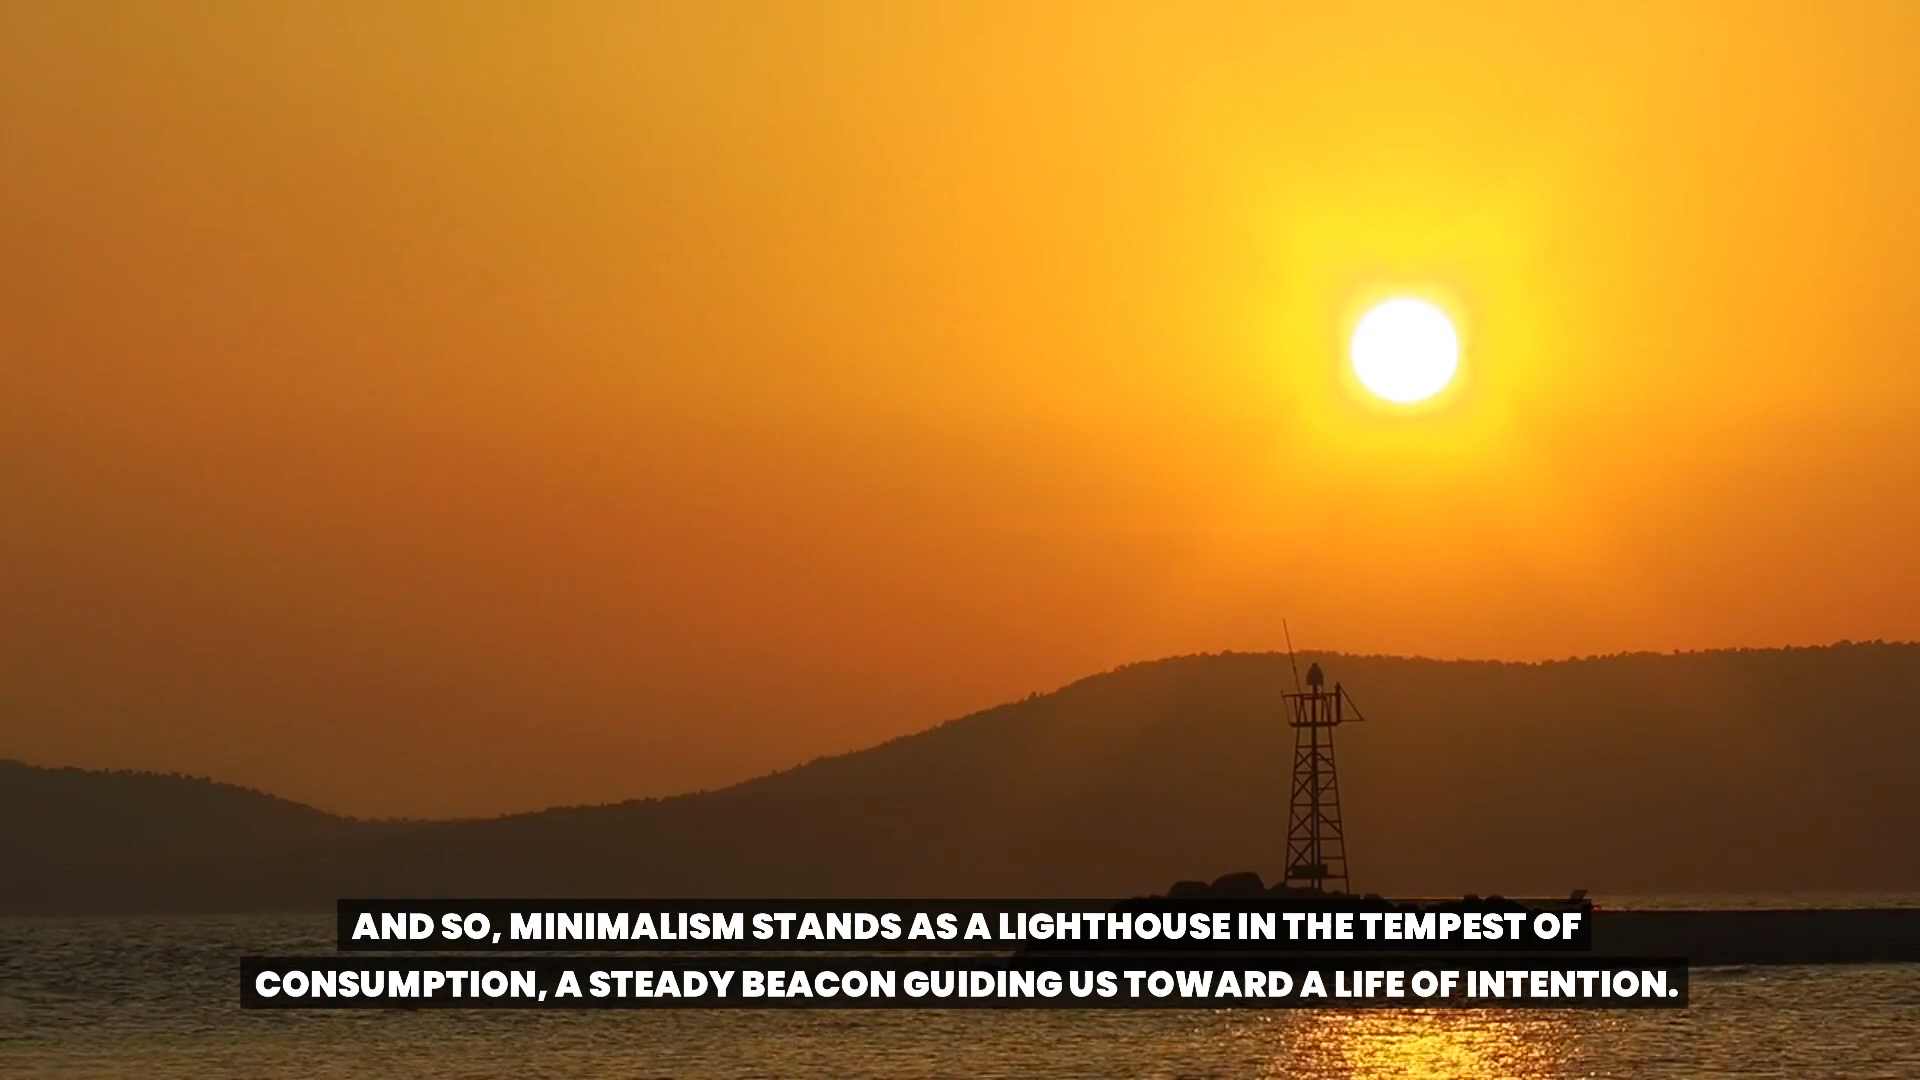 AND SO, MINIMALISM STANDS AS A LIGHTHOUSE IN THE TEMPEST OF
CONSUMPTION, A STEADY BEACON GUIDING US TOWARD A LIFE OF INTENTION.